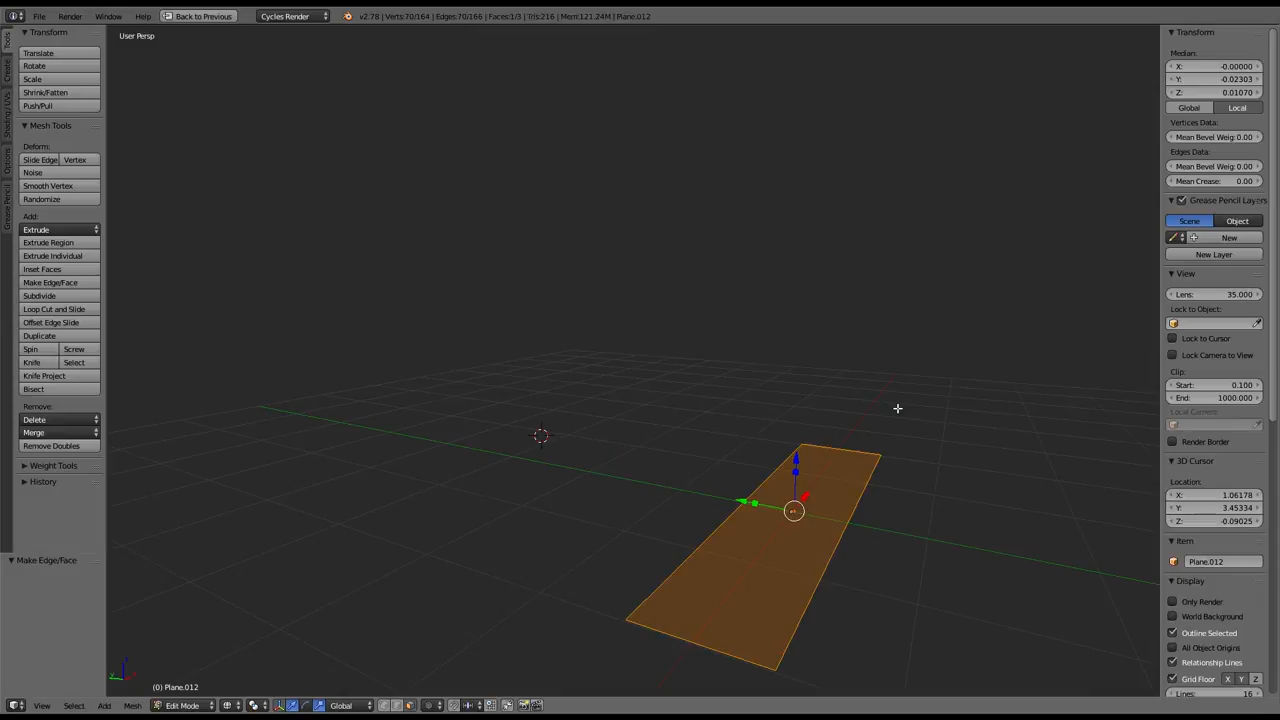 File Render Window Help Back to Previous Cycles Render v2.78 | Verts:70/164 | Edges:70/166 | Faces:1/3 | Tris:216 | Mem:121.24M | Plane.012
Tools
Create
Shading / UVs
Options
Grease Pencil
Transform
Translate
Rotate
Scale
Shrink/Fatten
Push/Pull
Mesh Tools
Deform:
Slide Edge Vertex
Noise
Smooth Vertex
Randomize
Add:
Extrude
Extrude Region
Extrude Individual
Inset Faces
Make Edge/Face
Subdivide
Loop Cut and Slide
Offset Edge Slide
Duplicate
Spin Screw
Knife Select
Knife Project
Bisect
Remove:
Delete
Merge
Remove Doubles
Weight Tools
History
Make Edge/Face
User Persp
(0) Plane.012
Transform
Median:
X: -0.00000
Y: -0.02303
Z: 0.01070
Global Local
Vertices Data:
Mean Bevel Weig: 0.00
Edges Data:
Mean Bevel Weig: 0.00
Mean Crease: 0.00
Grease Pencil Layers
Scene Object
New
New Layer
View
Lens: 35.000
Lock to Object:
Lock to Cursor
Lock Camera to View
Clip:
Start: 0.100
End: 1000.000
Local Camera:
Render Border
3D Cursor
Location:
X: 1.06178
Y: 3.45334
Z: -0.09025
Item
Plane.012
Display
Only Render
World Background
Outline Selected
All Object Origins
Relationship Lines
Grid Floor X Y Z
Lines: 16
View Select Add Mesh Edit Mode Global